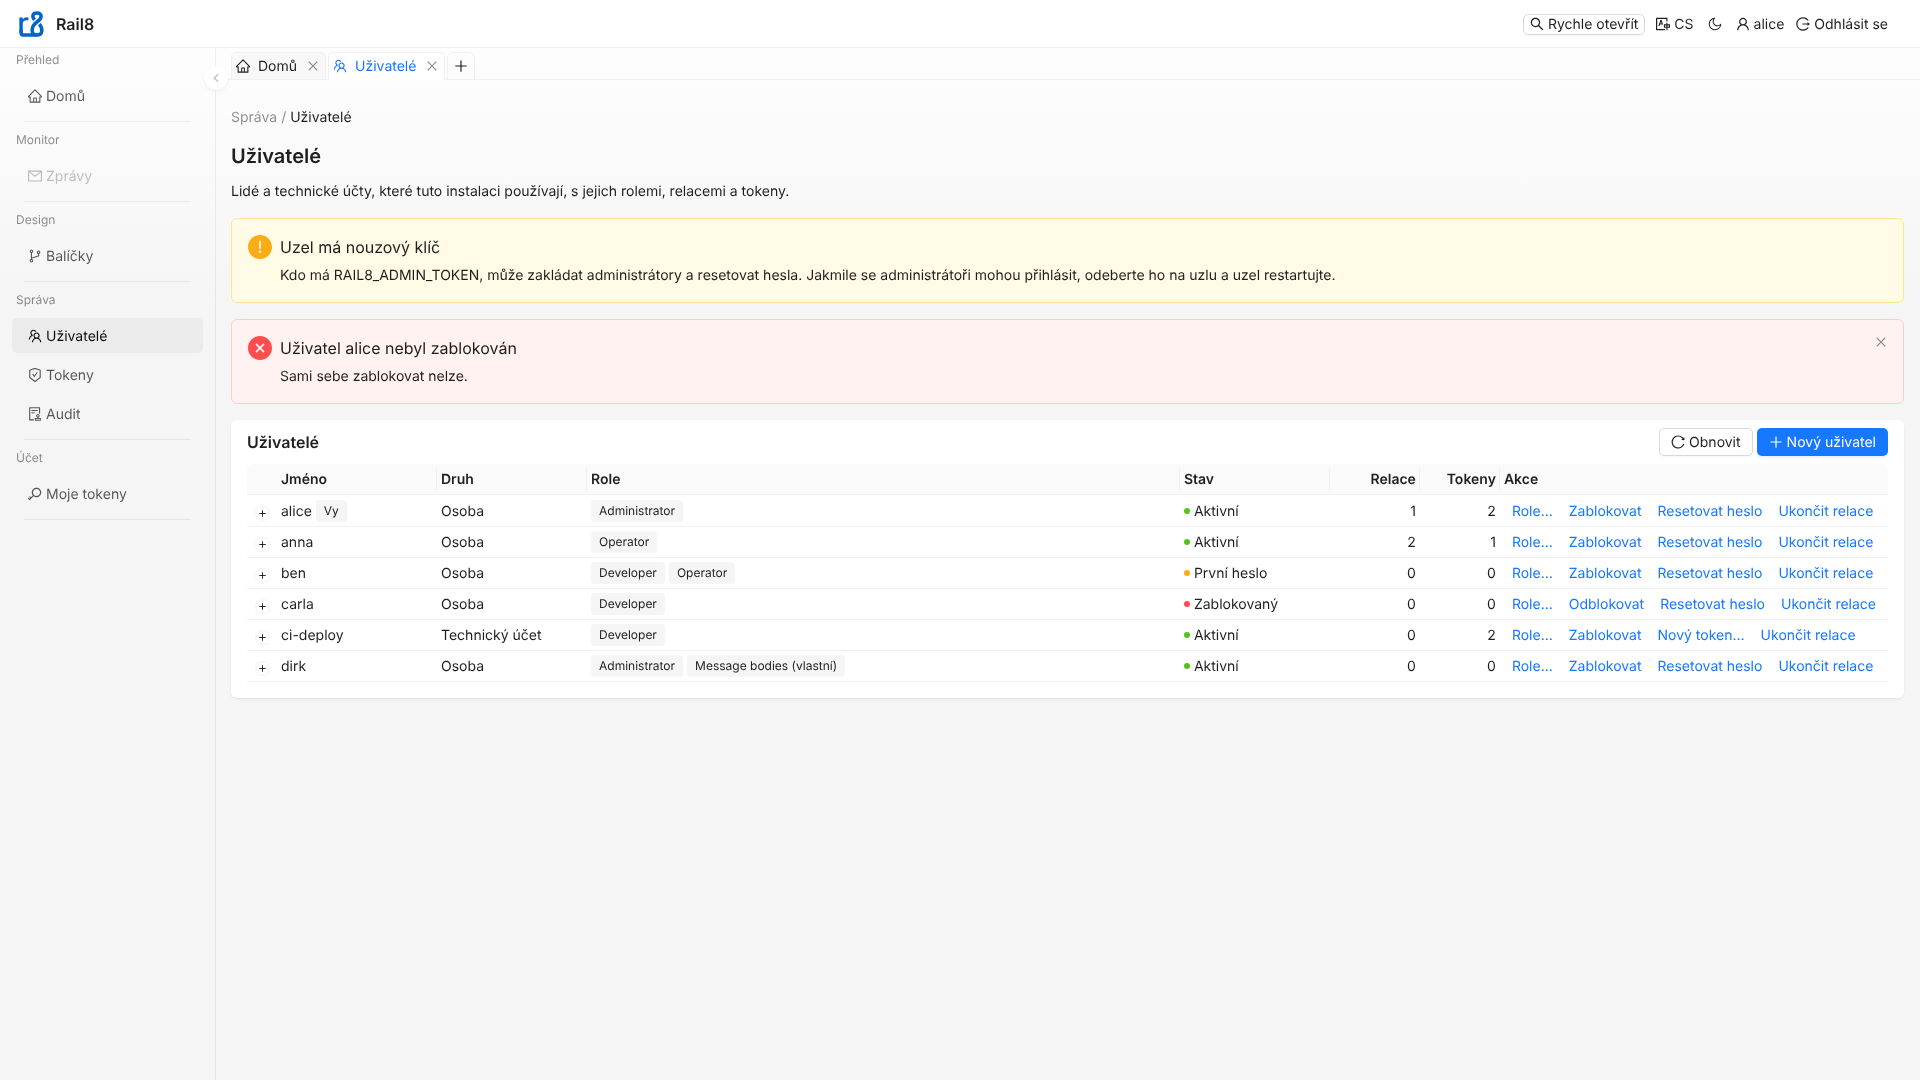 Rail8
Rychle otevřít CS alice Odhlásit se
Přehled
Domů
Monitor
Zprávy
Design
Balíčky
Správa
Uživatelé
Tokeny
Audit
Účet
Moje tokeny
Domů Uživatelé
Správa / Uživatelé
Uživatelé
Lidé a technické účty, které tuto instalaci používají, s jejich rolemi, relacemi a tokeny.
Uzel má nouzový klíč
Kdo má RAIL8_ADMIN_TOKEN, může zakládat administrátory a resetovat hesla. Jakmile se administrátoři mohou přihlásit, odeberte ho na uzlu a uzel restartujte.
Uživatel alice nebyl zablokován
Sami sebe zablokovat nelze.
Uživatelé Obnovit Nový uživatel
Jméno Druh Role Stav Relace Tokeny Akce
alice Vy Osoba Administrator Aktivní 1 2 Role... Zablokovat Resetovat heslo Ukončit relace
anna Osoba Operator Aktivní 2 1 Role... Zablokovat Resetovat heslo Ukončit relace
ben Osoba Developer Operator První heslo 0 0 Role... Zablokovat Resetovat heslo Ukončit relace
carla Osoba Developer Zablokovaný 0 0 Role... Odblokovat Resetovat heslo Ukončit relace
ci-deploy Technický účet Developer Aktivní 0 2 Role... Zablokovat Nový token... Ukončit relace
dirk Osoba Administrator Message bodies (vlastní) Aktivní 0 0 Role... Zablokovat Resetovat heslo Ukončit relace